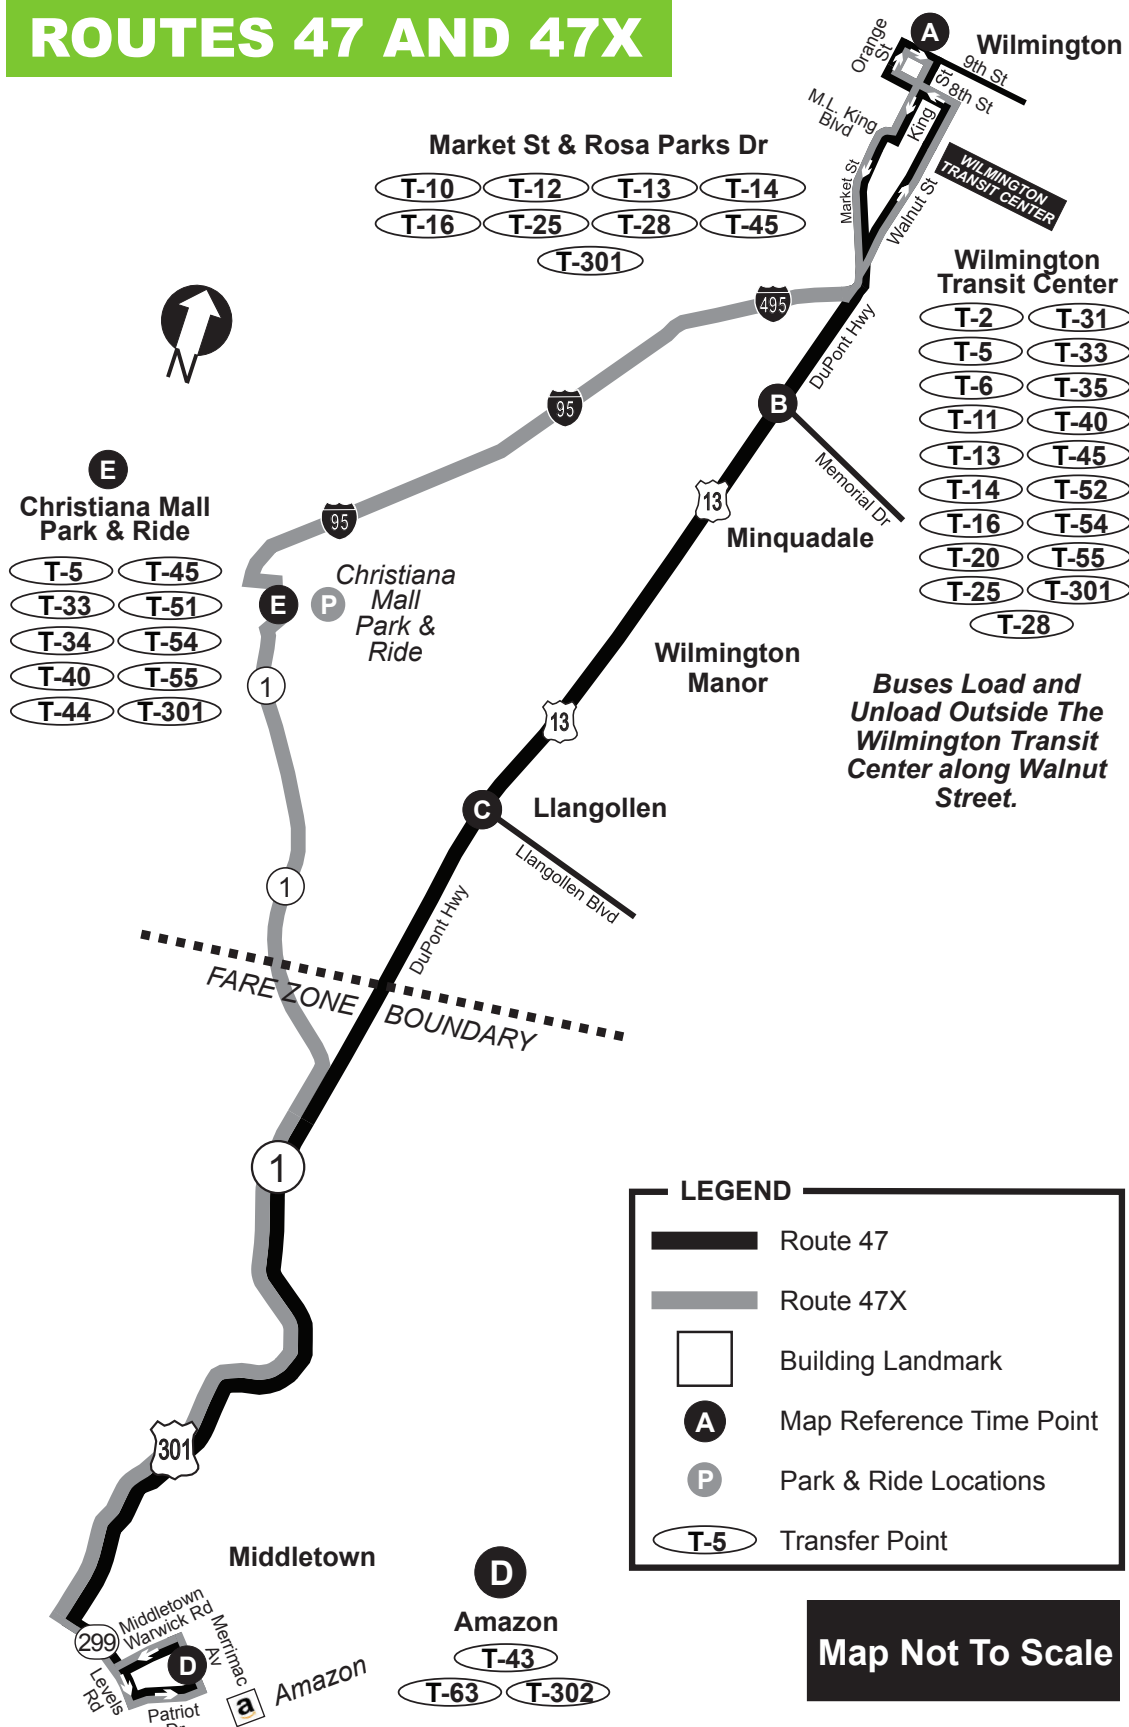 ROUTES 47 AND 47X
A
Wilmington
Orange
St
9th St
8th St
St
King
M.L. King
Blvd
Market St
Walnut St
WILMINGTON
TRANSIT CENTER
Market St & Rosa Parks Dr
T-10 T-12 T-13 T-14
T-16 T-25 T-28 T-45
T-301
Wilmington
Transit Center
T-2 T-31
T-5 T-33
T-6 T-35
T-11 T-40
T-13 T-45
T-14 T-52
T-16 T-54
T-20 T-55
T-25 T-301
T-28
Buses Load and
Unload Outside The
Wilmington Transit
Center along Walnut
Street.
N
495
DuPont Hwy
95
B
Memorial Dr
13
Minquadale
95
E
Christiana Mall
Park & Ride
T-5 T-45
T-33 T-51
T-34 T-54
T-40 T-55
T-44 T-301
E
P
Christiana
Mall
Park &
Ride
1
Wilmington
Manor
13
C
Llangollen
Llangollen Blvd
1
DuPont Hwy
FARE ZONE BOUNDARY
1
301
LEGEND
Route 47
Route 47X
Building Landmark
A Map Reference Time Point
P Park & Ride Locations
T-5 Transfer Point
Map Not To Scale
Middletown
D
Amazon
T-43
T-63 T-302
299
Middletown
Warwick Rd
Merrimac
Av
D
Levels
Rd
Patriot
a
Amazon